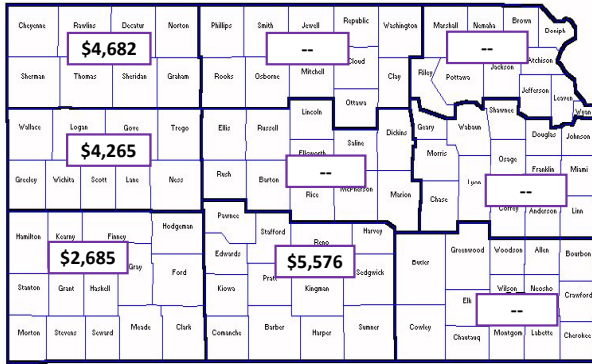 Cheyenne Rawlins Decatur Norton Phillips Smith Jewell Republic Washington Marshall Nemaha Brown Doniph
$4,682 -- --
Cloud Atchison
Sherman Thomas Sheridan Graham Rooks Osborne Mitchell Clay Riley Pottawa Jackson
Ottawa Jefferson Leaven
Wyan
Wallace Logan Gove Trego Ellis Russell Lincoln Saline Dickins Geary Wabaun Shawnee Douglas Johnson
$4,265 Ellsworth -- Morris Osage Franklin Miami
Greeley Wichita Scott Lane Ness Rush Barton Rice McPherson Marion Chase Lyon --
Coffey Anderson Linn
Hamilton Kearny Finney Hodgeman Pawnee Stafford Reno Harvey Butler Greenwood Woodson Allen Bourbon
$2,685 Gray Ford Edwards $5,576 Sedgwick
Stanton Grant Haskell Kiowa Pratt Kingman Elk Wilson Neosho Crawford
--
Morton Stevens Seward Meade Clark Comanche Barber Harper Sumner Cowley Chautauq Montgom Labette Cherokee